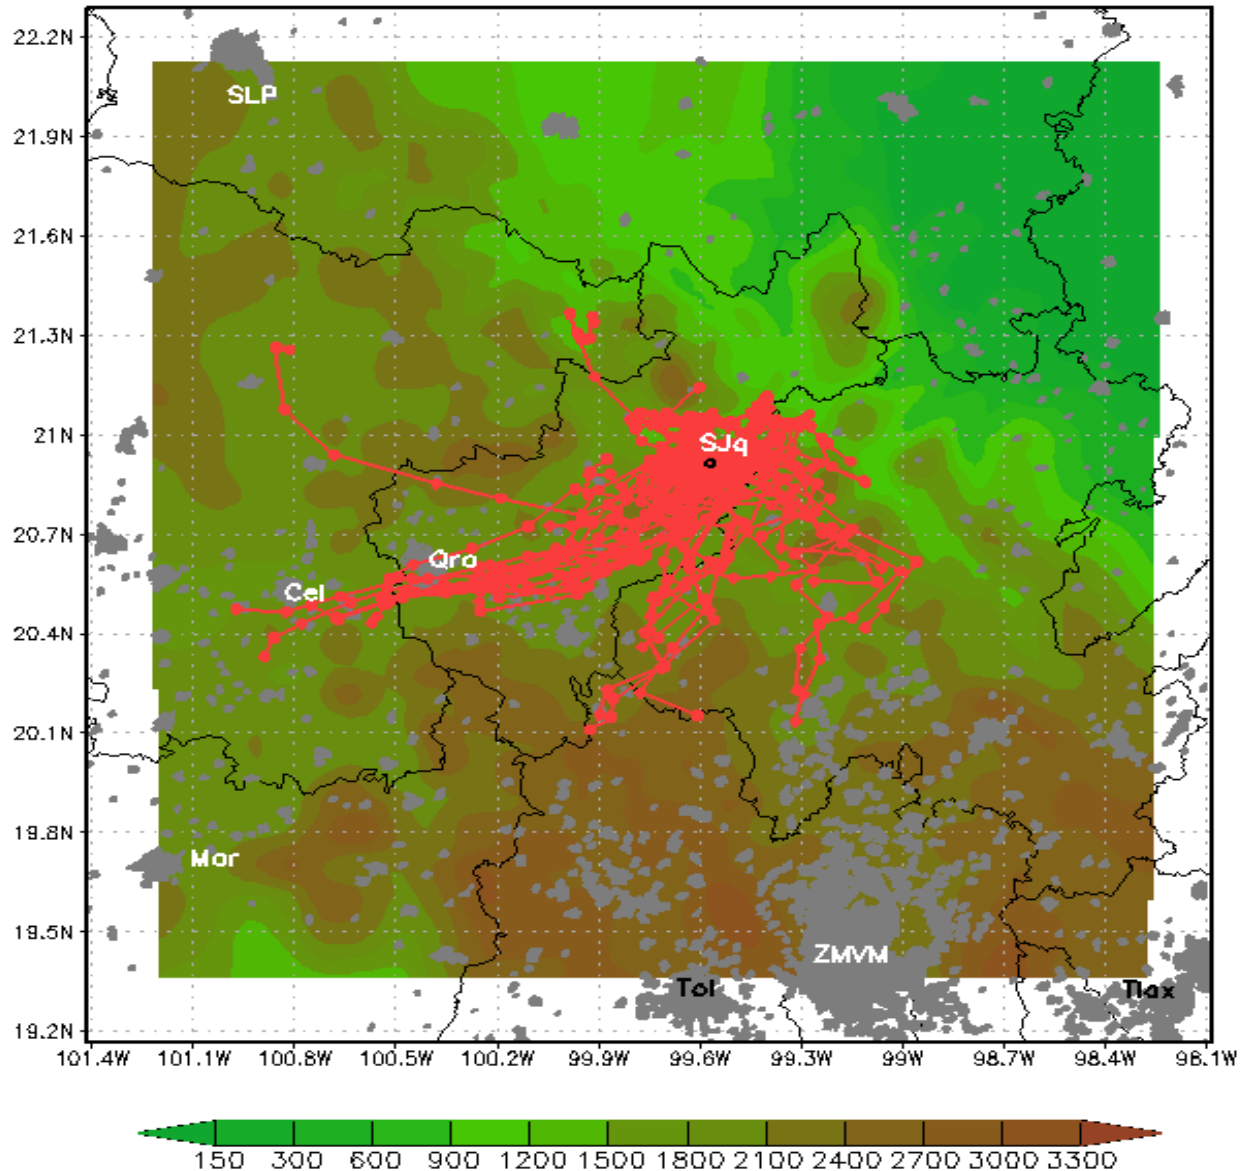 22.2N
SLP
21.9N
21.6N
21.3N
21N
SJq
20.7N
Qro
Cel
20.4N
20.1N
19.8N
Mor
19.5N
ZMVM
Tol
Tlax
19.2N
101.4W 101.1W 100.8W 100.5W 100.2W 99.9W 99.6W 99.3W 99W 98.7W 98.4W 98.1W
150 300 600 900 1200 1500 1800 2100 2400 2700 3000 3300